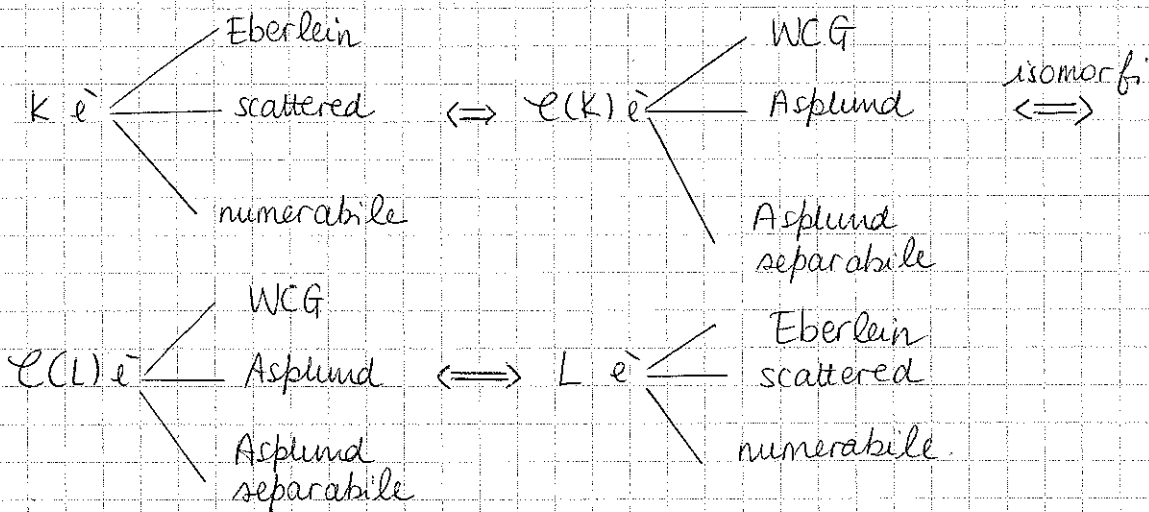 Eberlein
WCG
K è scattered ⟺ C(K) è Asplund isomorfi ⟺
numerabile
Asplund
separabile
WCG
Eberlein
C(L) è Asplund ⟺ L è scattered
Asplund
separabile
numerabile.